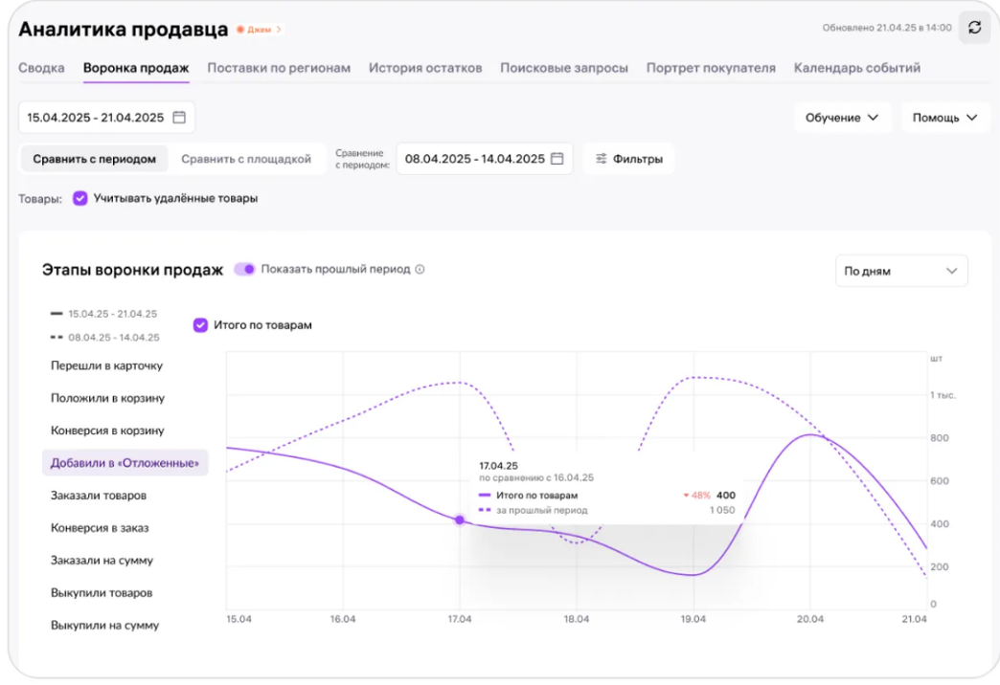 Аналитика продавца Джем
Обновлено 21.04.25 в 14:00
Сводка Воронка продаж Поставки по регионам История остатков Поисковые запросы Портрет покупателя Календарь событий
15.04.2025 - 21.04.2025 Обучение Помощь
Сравнить с периодом Сравнить с площадкой Сравнение с периодом: 08.04.2025 - 14.04.2025 Фильтры
Товары: Учитывать удалённые товары
Этапы воронки продаж Показать прошлый период По дням
15.04.25 - 21.04.25
08.04.25 - 14.04.25
Итого по товарам
Перешли в карточку
Положили в корзину
Конверсия в корзину
Добавили в «Отложенные»
Заказали товаров
Конверсия в заказ
Заказали на сумму
Выкупили товаров
Выкупили на сумму
17.04.25
по сравнению с 16.04.25
Итого по товарам 48% 400
за прошлый период 1 050
шт
1 тыс.
800
600
400
200
0
15.04 16.04 17.04 18.04 19.04 20.04 21.04